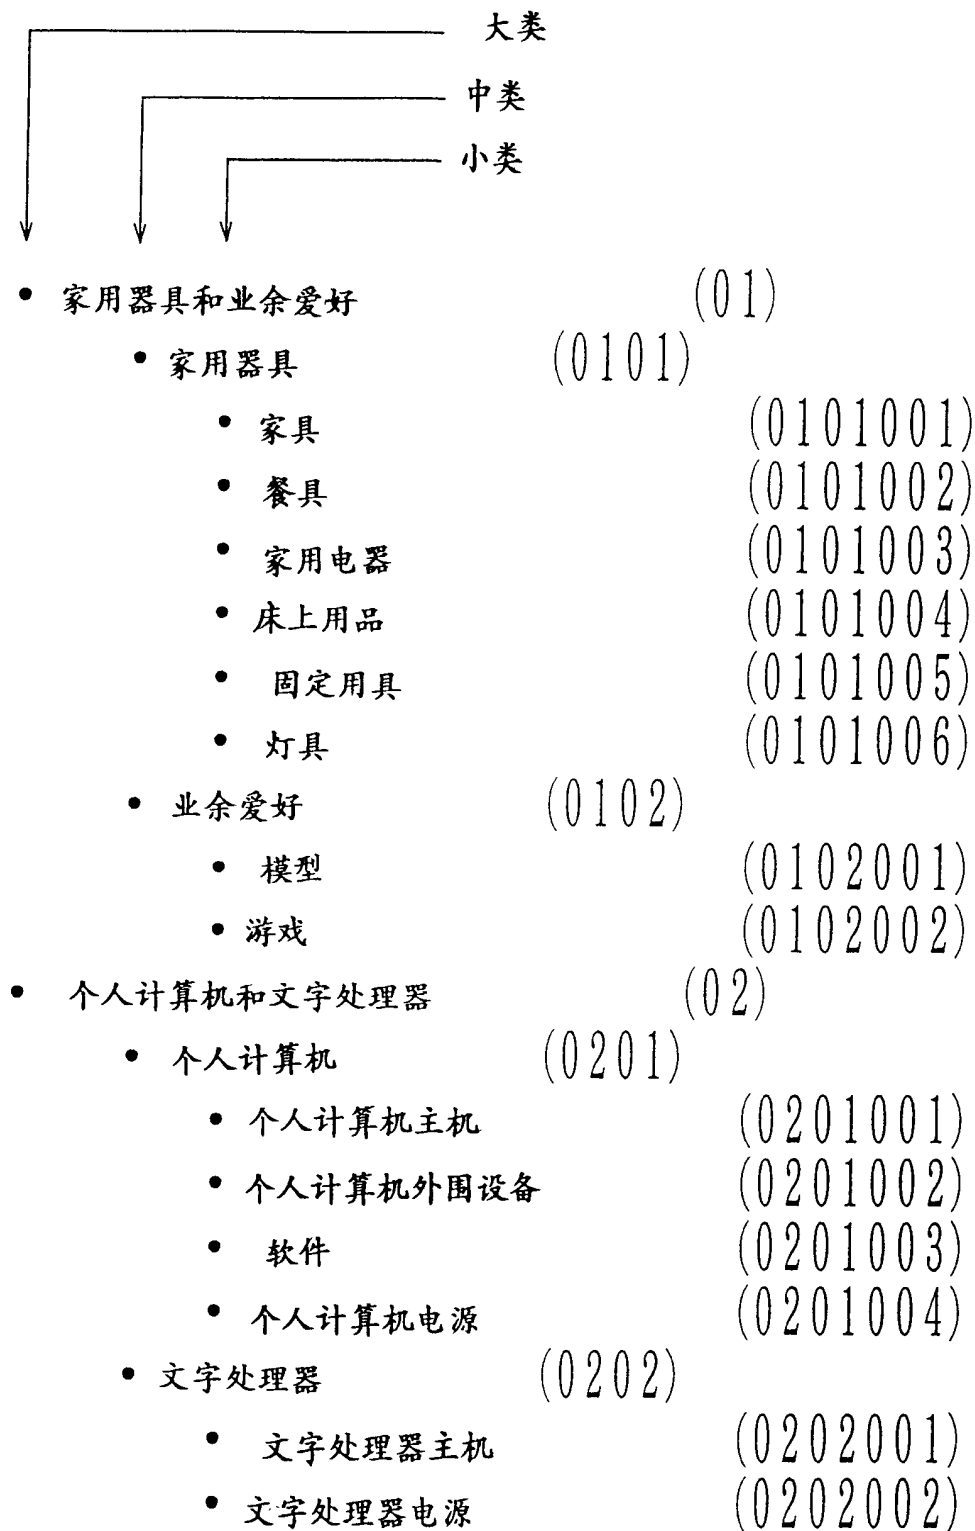 大类
中类
小类
• 家用器具和业余爱好 (01)
• 家用器具 (0101)
• 家具 (0101001)
• 餐具 (0101002)
• 家用电器 (0101003)
• 床上用品 (0101004)
• 固定用具 (0101005)
• 灯具 (0101006)
• 业余爱好 (0102)
• 模型 (0102001)
• 游戏 (0102002)
• 个人计算机和文字处理器 (02)
• 个人计算机 (0201)
• 个人计算机主机 (0201001)
• 个人计算机外围设备 (0201002)
• 软件 (0201003)
• 个人计算机电源 (0201004)
• 文字处理器 (0202)
• 文字处理器主机 (0202001)
• 文字处理器电源 (0202002)